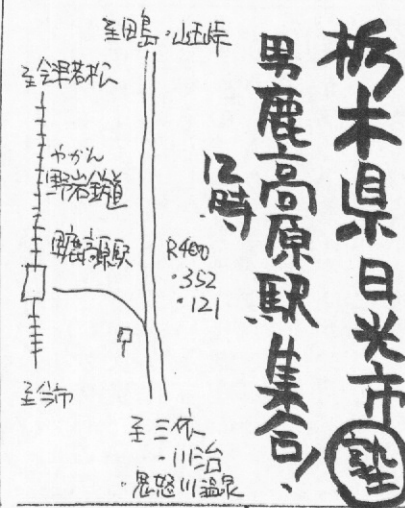 栃木県日光市塾
男鹿高原駅集合！
12時
至田島・山王峠
至会津若松
やがん
野岩鉄道
男鹿高原駅
R400
・352
・121
至今市
至三依
・川治
・鬼怒川温泉